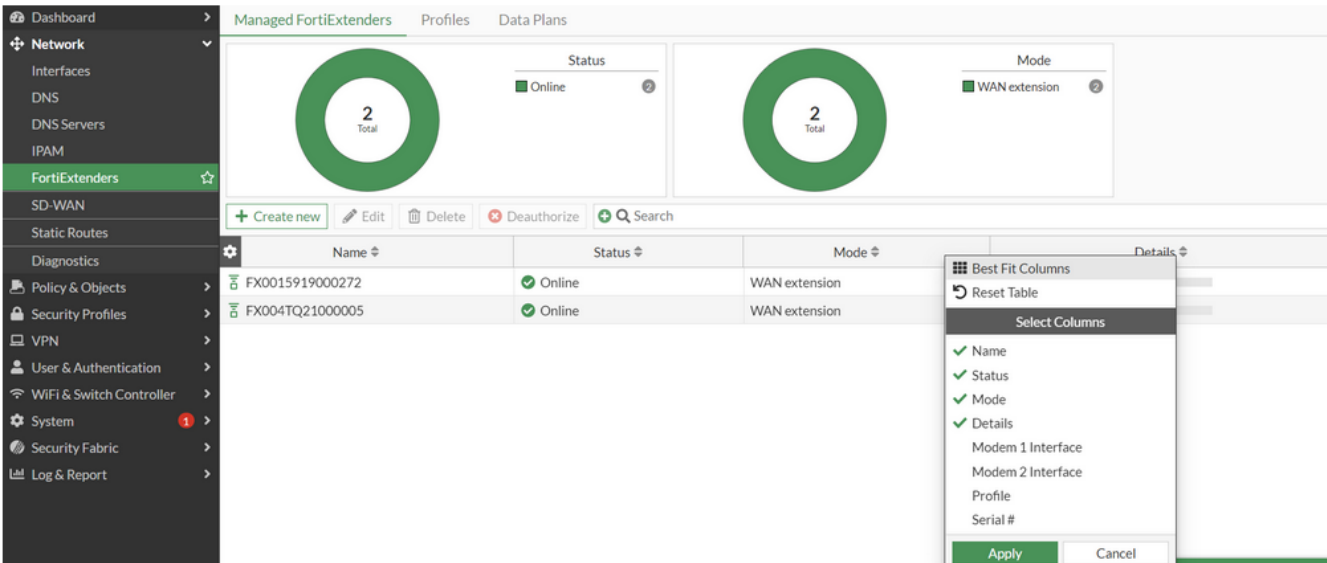 Dashboard
Network
Interfaces
DNS
DNS Servers
IPAM
FortiExtenders
SD-WAN
Static Routes
Diagnostics
Policy & Objects
Security Profiles
VPN
User & Authentication
WiFi & Switch Controller
System 1
Security Fabric
Log & Report
Managed FortiExtenders Profiles Data Plans
2
Total
Status
Online 2
2
Total
Mode
WAN extension 2
Create new Edit Delete Deauthorize Search
Name Status Mode Details
FX0015919000272 Online WAN extension
FX004TQ21000005 Online WAN extension
Best Fit Columns
Reset Table
Select Columns
Name
Status
Mode
Details
Modem 1 Interface
Modem 2 Interface
Profile
Serial #
Apply Cancel